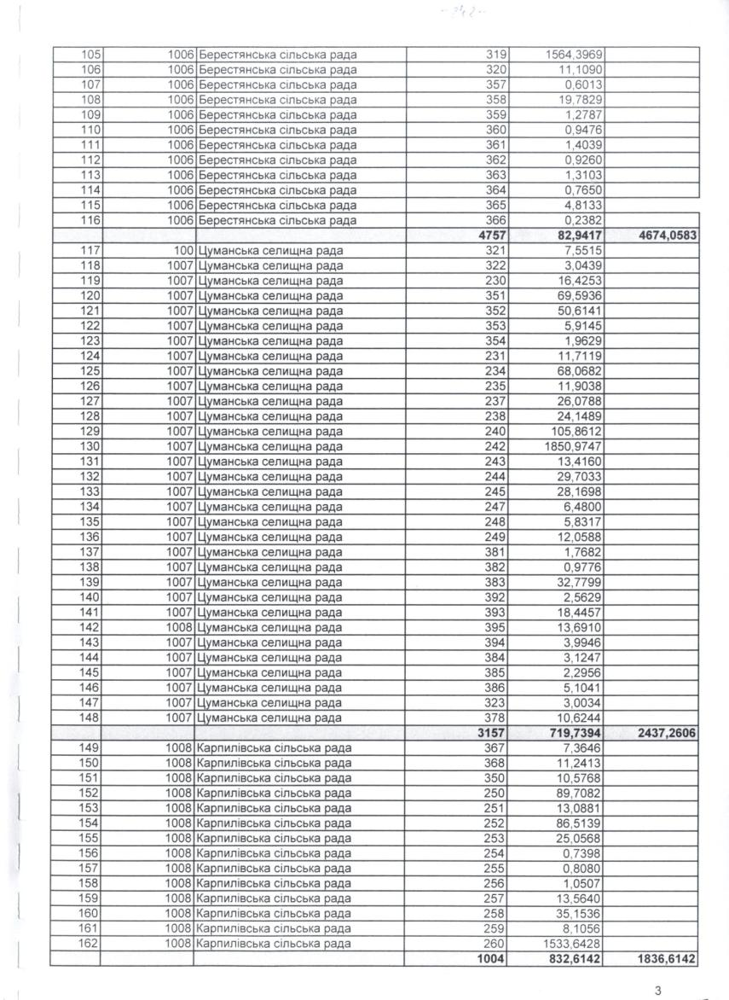 105 1006 Берестянська сільська рада 319 1564,3969
106 1006 Берестянська сільська рада 320 11,1090
107 1006 Берестянська сільська рада 357 0,6013
108 1006 Берестянська сільська рада 358 19,7829
109 1006 Берестянська сільська рада 359 1,2787
110 1006 Берестянська сільська рада 360 0,9476
111 1006 Берестянська сільська рада 361 1,4039
112 1006 Берестянська сільська рада 362 0,9260
113 1006 Берестянська сільська рада 363 1,3103
114 1006 Берестянська сільська рада 364 0,7650
115 1006 Берестянська сільська рада 365 4,8133
116 1006 Берестянська сільська рада 366 0,2382
4757 82,9417 4674,0583
117 100 Цуманська селищна рада 321 7,5515
118 1007 Цуманська селищна рада 322 3,0439
119 1007 Цуманська селищна рада 230 16,4253
120 1007 Цуманська селищна рада 351 69,5936
121 1007 Цуманська селищна рада 352 50,6141
122 1007 Цуманська селищна рада 353 5,9145
123 1007 Цуманська селищна рада 354 1,9629
124 1007 Цуманська селищна рада 231 11,7119
125 1007 Цуманська селищна рада 234 68,0682
126 1007 Цуманська селищна рада 235 11,9038
127 1007 Цуманська селищна рада 237 26,0788
128 1007 Цуманська селищна рада 238 24,1489
129 1007 Цуманська селищна рада 240 105,8612
130 1007 Цуманська селищна рада 242 1850,9747
131 1007 Цуманська селищна рада 243 13,4160
132 1007 Цуманська селищна рада 244 29,7033
133 1007 Цуманська селищна рада 245 28,1698
134 1007 Цуманська селищна рада 247 6,4800
135 1007 Цуманська селищна рада 248 5,8317
136 1007 Цуманська селищна рада 249 12,0588
137 1007 Цуманська селищна рада 381 1,7682
138 1007 Цуманська селищна рада 382 0,9776
139 1007 Цуманська селищна рада 383 32,7799
140 1007 Цуманська селищна рада 392 2,5629
141 1007 Цуманська селищна рада 393 18,4457
142 1008 Цуманська селищна рада 395 13,6910
143 1007 Цуманська селищна рада 394 3,9946
144 1007 Цуманська селищна рада 384 3,1247
145 1007 Цуманська селищна рада 385 2,2956
146 1007 Цуманська селищна рада 386 5,1041
147 1007 Цуманська селищна рада 323 3,0034
148 1007 Цуманська селищна рада 378 10,6244
3157 719,7394 2437,2606
149 1008 Карпилівська сільська рада 367 7,3646
150 1008 Карпилівська сільська рада 368 11,2413
151 1008 Карпилівська сільська рада 350 10,5768
152 1008 Карпилівська сільська рада 250 89,7082
153 1008 Карпилівська сільська рада 251 13,0881
154 1008 Карпилівська сільська рада 252 86,5139
155 1008 Карпилівська сільська рада 253 25,0568
156 1008 Карпилівська сільська рада 254 0,7398
157 1008 Карпилівська сільська рада 255 0,8080
158 1008 Карпилівська сільська рада 256 1,0507
159 1008 Карпилівська сільська рада 257 13,5640
160 1008 Карпилівська сільська рада 258 35,1536
161 1008 Карпилівська сільська рада 259 8,1056
162 1008 Карпилівська сільська рада 260 1533,6428
1004 832,6142 1836,6142
3